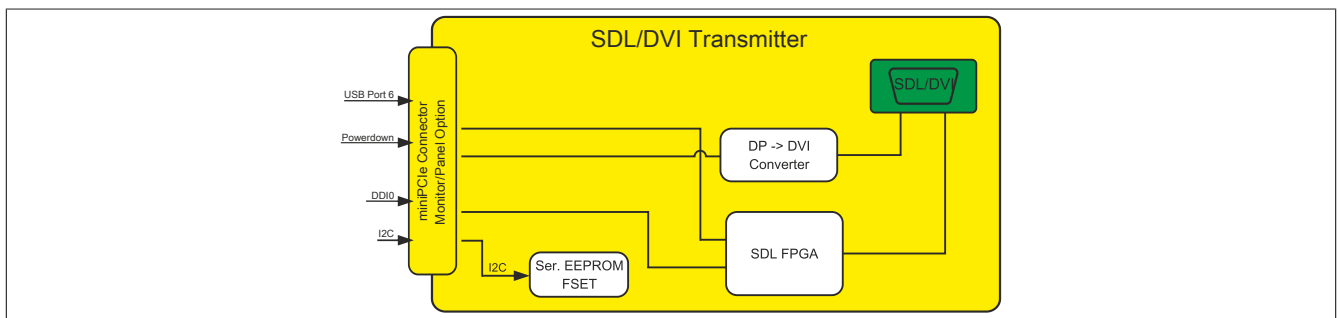 SDL/DVI Transmitter
USB Port 6
Powerdown
DDI0
I2C
miniPCIe Connector
Monitor/Panel Option
SDL/DVI
DP -> DVI
Converter
SDL FPGA
I2C
Ser. EEPROM
FSET